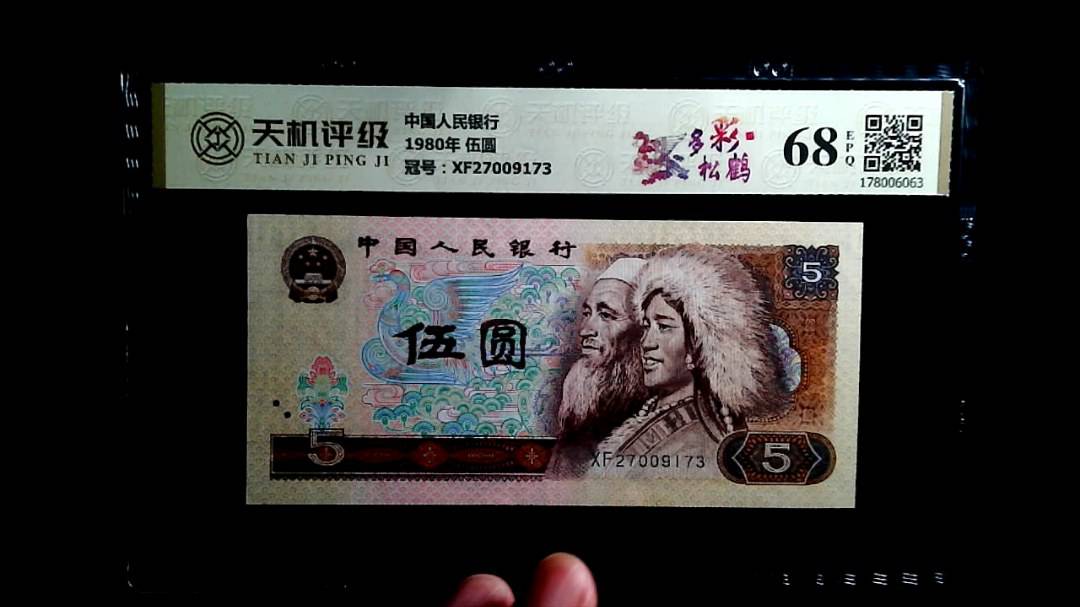 天机评级
TIAN JI PING JI
中国人民银行
1980年 伍圆
冠号：XF27009173
多彩
松鹤
68
EPQ
178006063
中国人民银行
5
伍圆
5
XF27009173
5